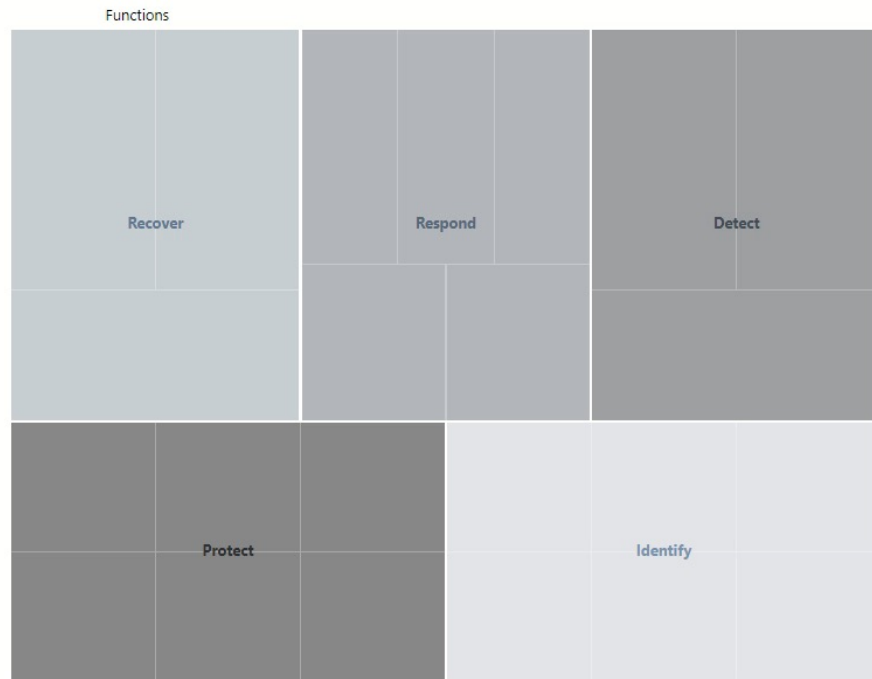 Functions
Recover
Respond
Detect
Protect
Identify